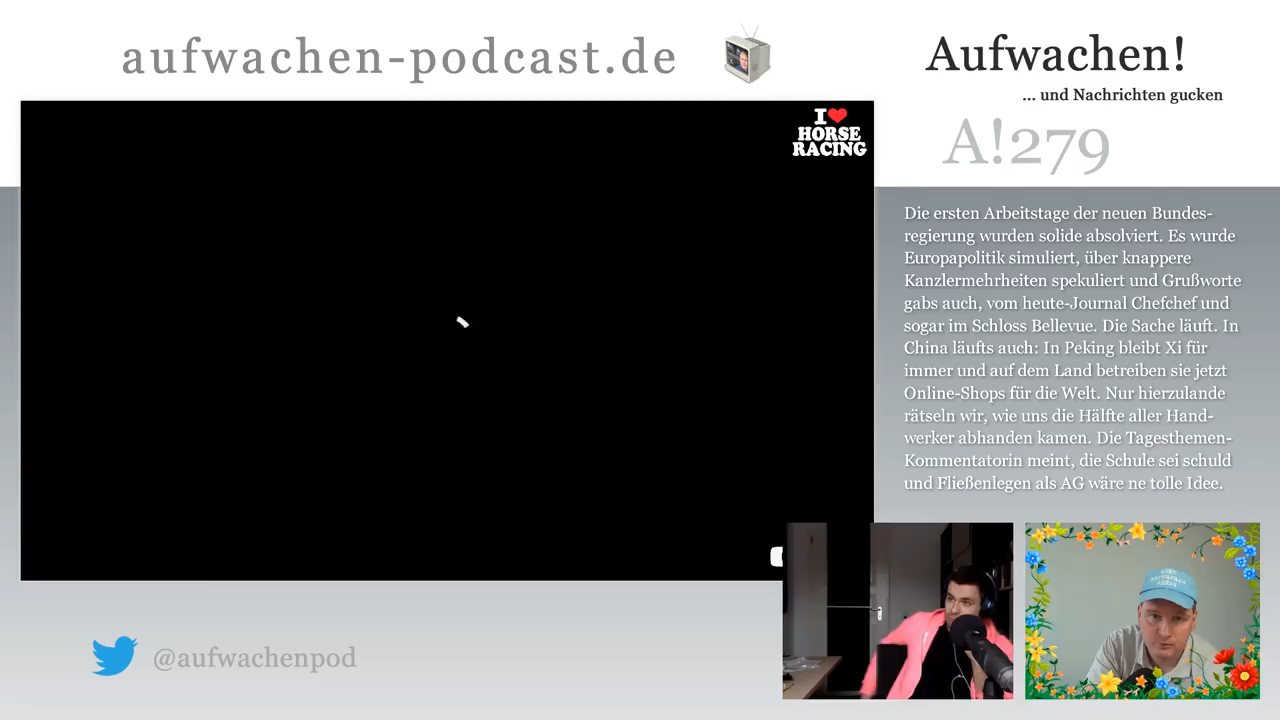 aufwachen-podcast.de
Aufwachen!
... und Nachrichten gucken
A!279
I
HORSE
RACING
Die ersten Arbeitstage der neuen Bundes-
regierung wurden solide absolviert. Es wurde
Europapolitik simuliert, über knappere
Kanzlermehrheiten spekuliert und Grußworte
gabs auch, vom heute-Journal Chefchef und
sogar im Schloss Bellevue. Die Sache läuft. In
China läufts auch: In Peking bleibt Xi für
immer und auf dem Land betreiben sie jetzt
Online-Shops für die Welt. Nur hierzulande
rätseln wir, wie uns die Hälfte aller Hand-
werker abhanden kamen. Die Tagesthemen-
Kommentatorin meint, die Schule sei schuld
und Fließenlegen als AG wäre ne tolle Idee.
@aufwachenpod